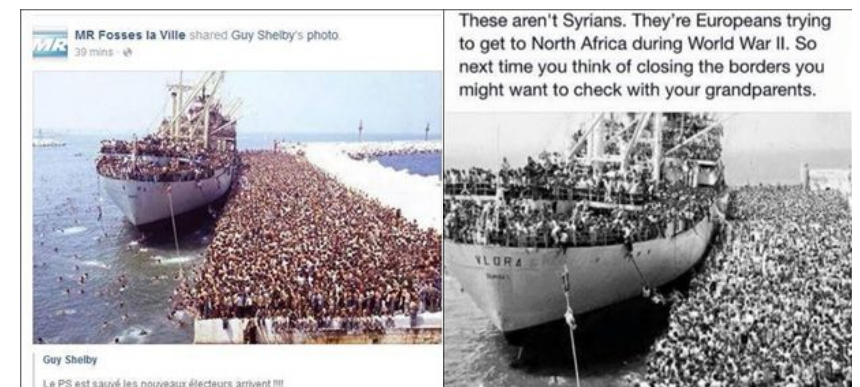 MR
MR Fosses la Ville shared Guy Shelby's photo.
39 mins ·
Guy Shelby
Le PS est sauvé les nouveaux électeurs arrivent !!!!
These aren't Syrians. They're Europeans trying
to get to North Africa during World War II. So
next time you think of closing the borders you
might want to check with your grandparents.
VLORA